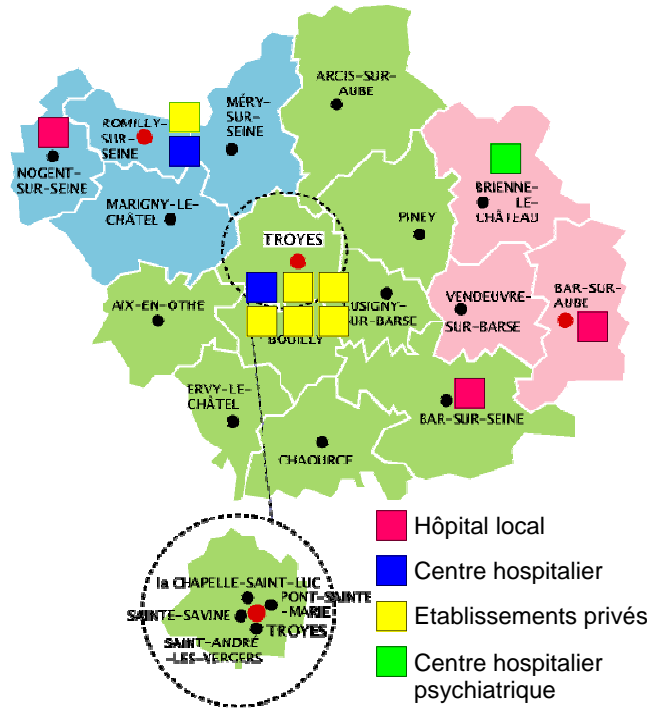 ARCIS-SUR-
AUBE
MÉRY-
SUR-
SEINE
ROMILLY-
SUR-
SEINE
NOGENT-
SUR-SEINE
MARIGNY-LE-
CHÂTEL
BRIENNE-
LE-
CHÂTEAU
PINEY
TROYES
AIX-EN-OTHE
LUSIGNY-
SUR-BARSE
VENDEUVRE-
SUR-BARSE
BAR-SUR-
AUBE
BOUILLY
ERVY-LE-
CHÂTEL
BAR-SUR-SEINE
CHAOURCE
la CHAPELLE-SAINT-LUC
PONT-SAINTE
-MARIE
SAINTE-SAVINE
TROYES
SAINT-ANDRÉ
-LES-VERGERS
Hôpital local
Centre hospitalier
Etablissements privés
Centre hospitalier
psychiatrique